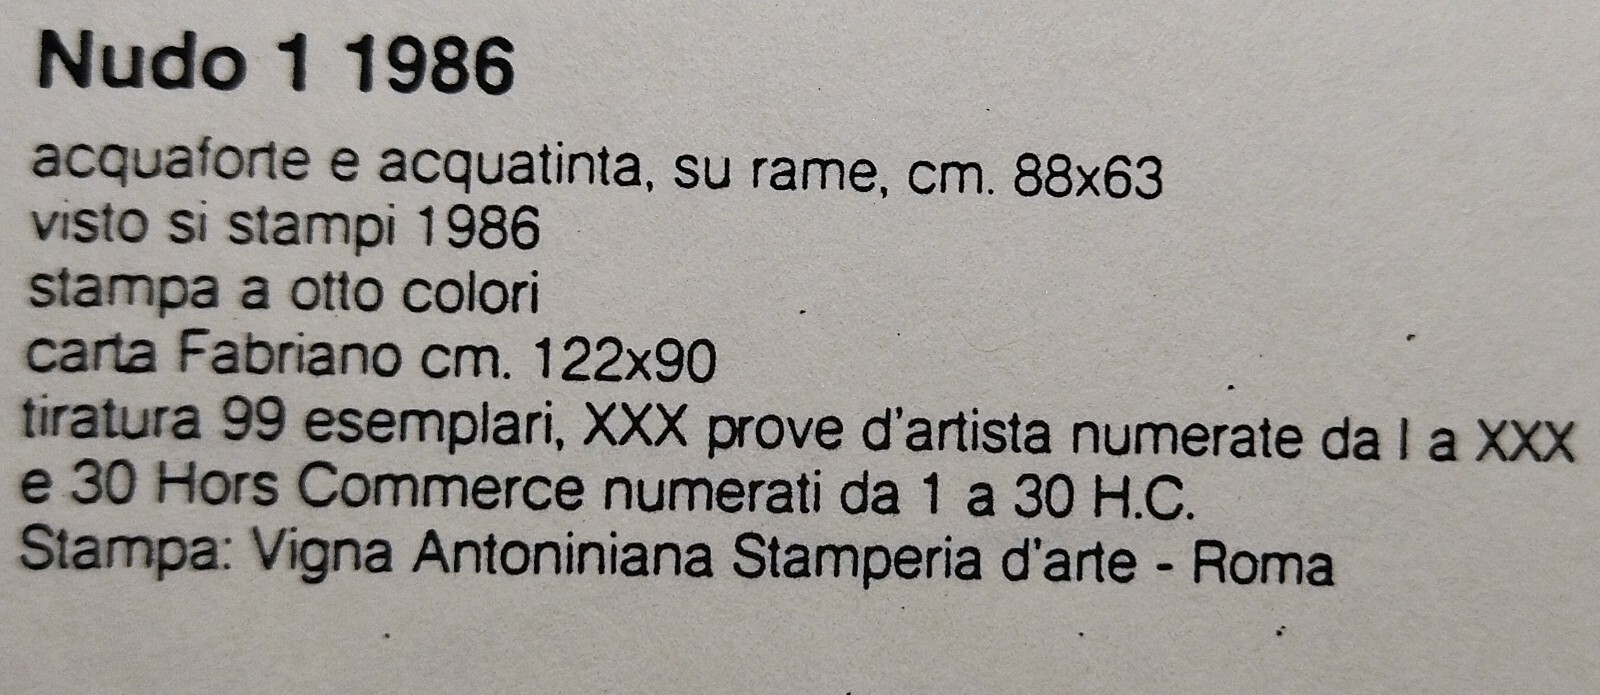 Nudo 1 1986
acquaforte e acquatinta, su rame, cm. 88x63
visto si stampi 1986
stampa a otto colori
carta Fabriano cm. 122x90
tiratura 99 esemplari, XXX prove d'artista numerate da I a XXX
e 30 Hors Commerce numerati da 1 a 30 H.C.
Stampa: Vigna Antoniniana Stamperia d'arte - Roma